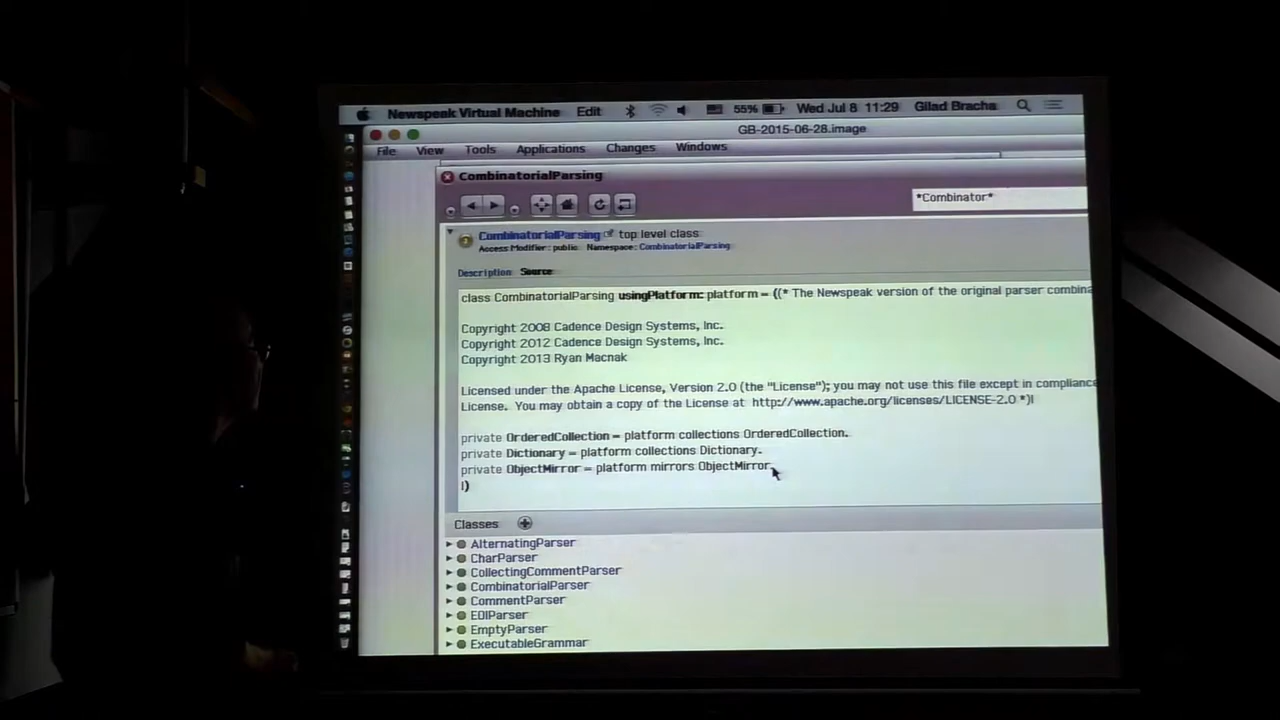 Newspeak Virtual Machine Edit 55% Wed Jul 8 11:29 Gilad Bracha
GB-2015-06-28.image
File View Tools Applications Changes Windows
CombinatorialParsing
*Combinator*
CombinatorialParsing top level class
Access Modifier: public Namespace: CombinatorialParsing
Description Source
class CombinatorialParsing usingPlatform: platform = ((* The Newspeak version of the original parser combina
Copyright 2008 Cadence Design Systems, Inc.
Copyright 2012 Cadence Design Systems, Inc.
Copyright 2013 Ryan Macnak
Licensed under the Apache License, Version 2.0 (the "License"); you may not use this file except in compliance
License. You may obtain a copy of the License at http://www.apache.org/licenses/LICENSE-2.0 *)|
private OrderedCollection = platform collections OrderedCollection.
private Dictionary = platform collections Dictionary.
private ObjectMirror = platform mirrors ObjectMirror.
|)
Classes
AlternatingParser
CharParser
CollectingCommentParser
CombinatorialParser
CommentParser
EOIParser
EmptyParser
ExecutableGrammar